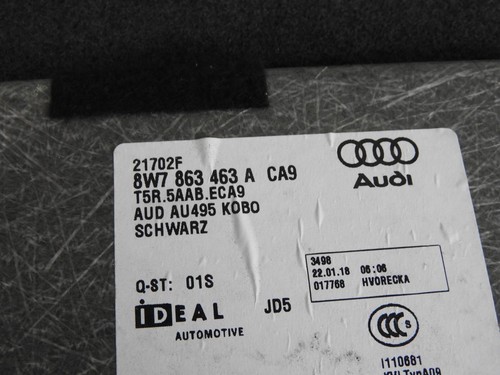 21702F
8W7 863 463 A CA9
T5R.5AAB.ECA9
AUD AU495 KOBO
SCHWARZ
Audi
3498
22.01.18 06:06
017768 HVORECKA
Q-ST: 01S
iDEAL JD5
AUTOMOTIVE
CCC S
I110681